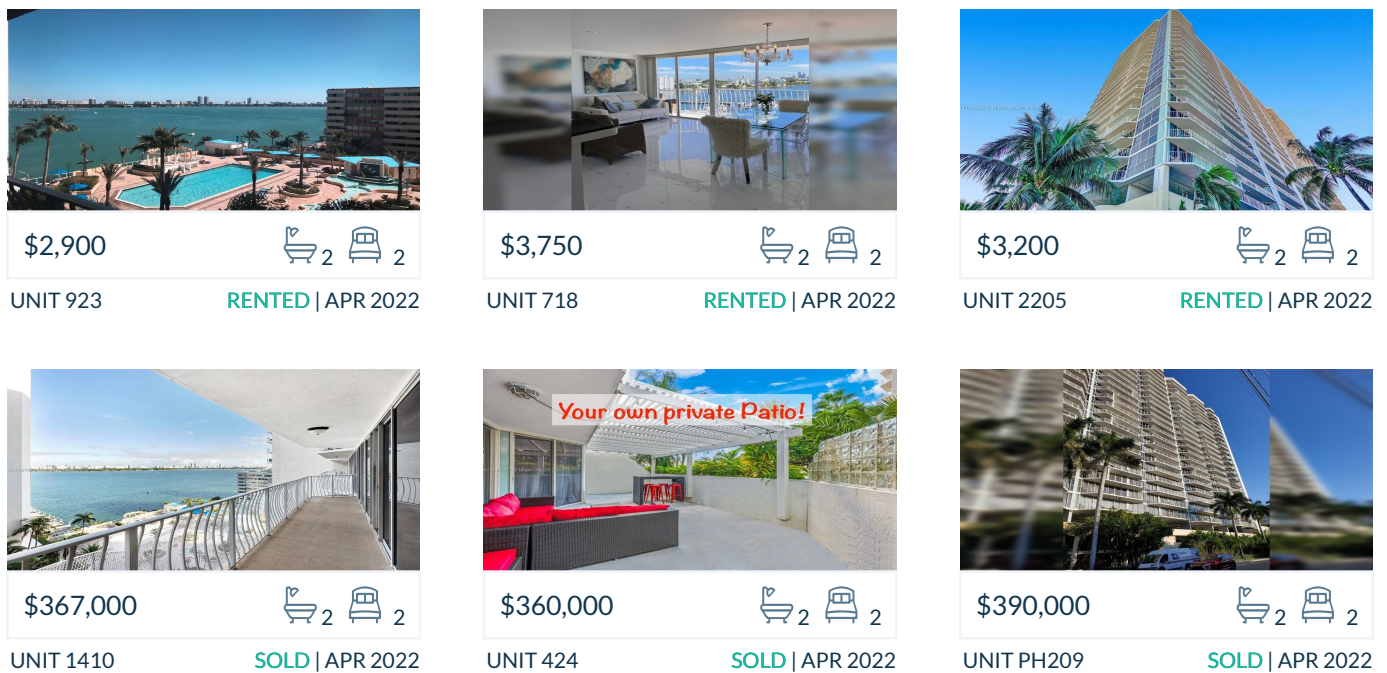 $2,900 2 2
UNIT 923 RENTED | APR 2022
$3,750 2 2
UNIT 718 RENTED | APR 2022
$3,200 2 2
UNIT 2205 RENTED | APR 2022
$367,000 2 2
UNIT 1410 SOLD | APR 2022
Your own private Patio!
$360,000 2 2
UNIT 424 SOLD | APR 2022
$390,000 2 2
UNIT PH209 SOLD | APR 2022